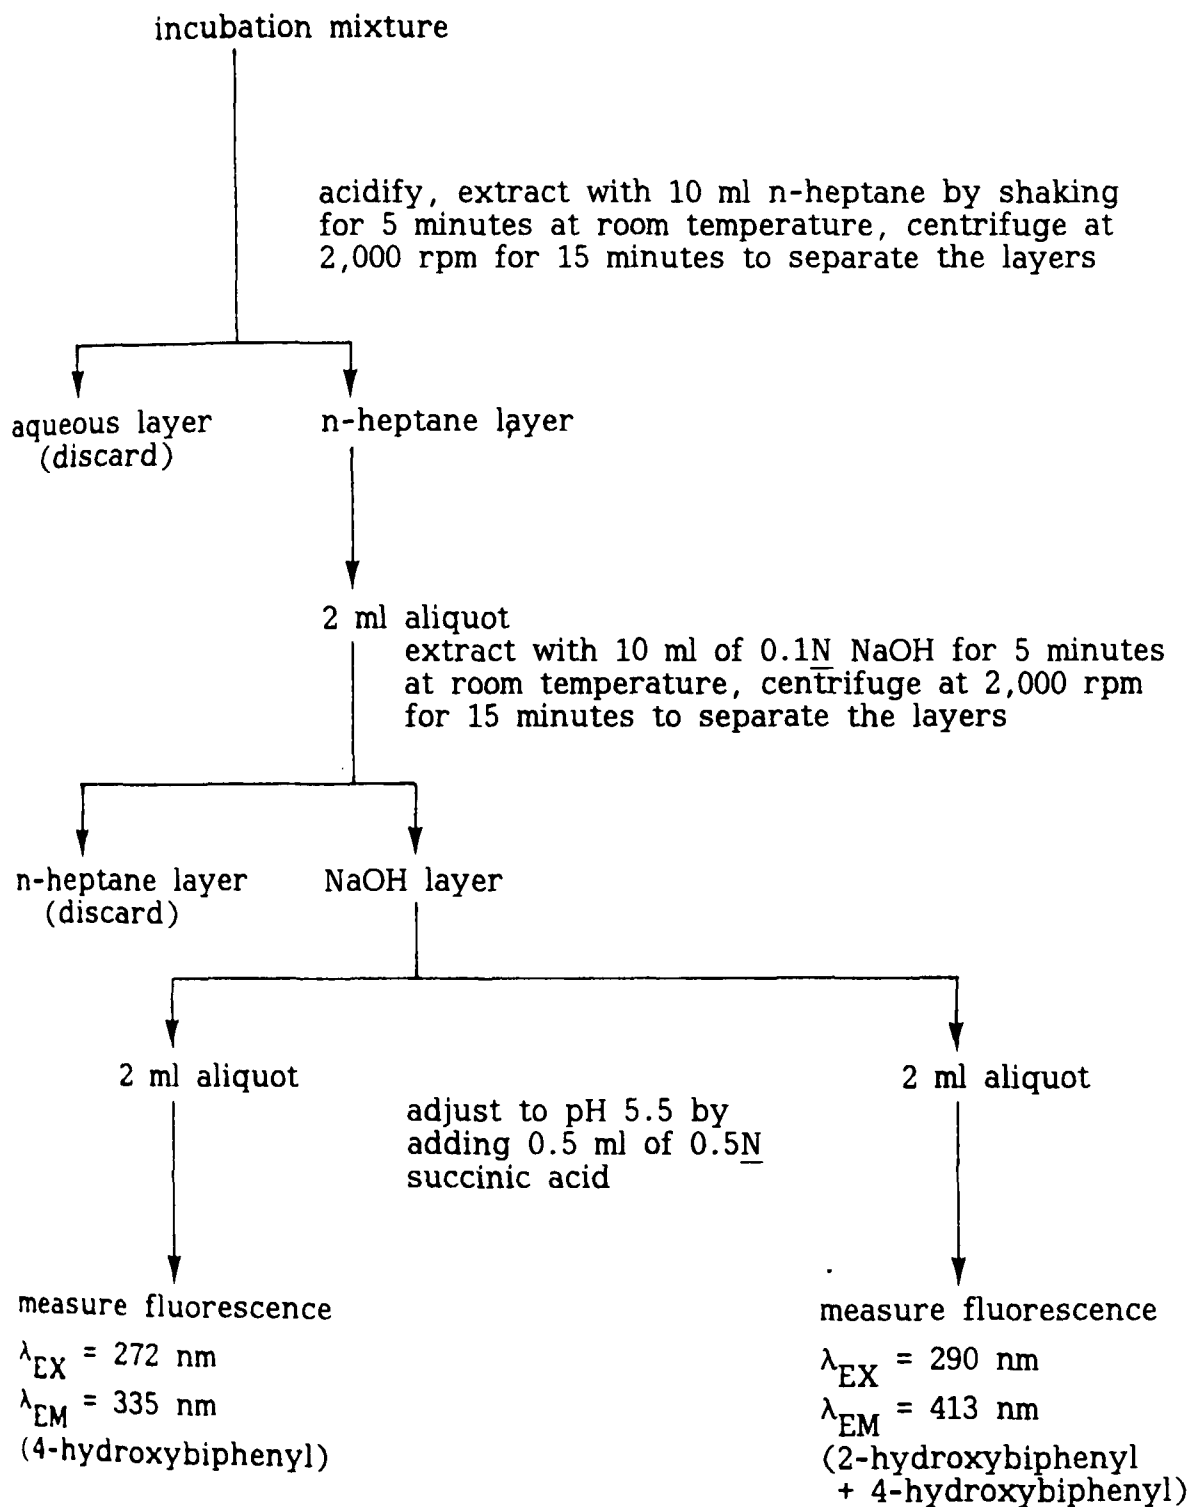 incubation mixture
acidify, extract with 10 ml n-heptane by shaking
for 5 minutes at room temperature, centrifuge at
2,000 rpm for 15 minutes to separate the layers
aqueous layer
(discard)
n-heptane layer
2 ml aliquot
extract with 10 ml of 0.1N NaOH for 5 minutes
at room temperature, centrifuge at 2,000 rpm
for 15 minutes to separate the layers
n-heptane layer
(discard)
NaOH layer
2 ml aliquot
2 ml aliquot
adjust to pH 5.5 by
adding 0.5 ml of 0.5N
succinic acid
measure fluorescence
λEX = 272 nm
λEM = 335 nm
(4-hydroxybiphenyl)
measure fluorescence
λEX = 290 nm
λEM = 413 nm
(2-hydroxybiphenyl
+ 4-hydroxybiphenyl)